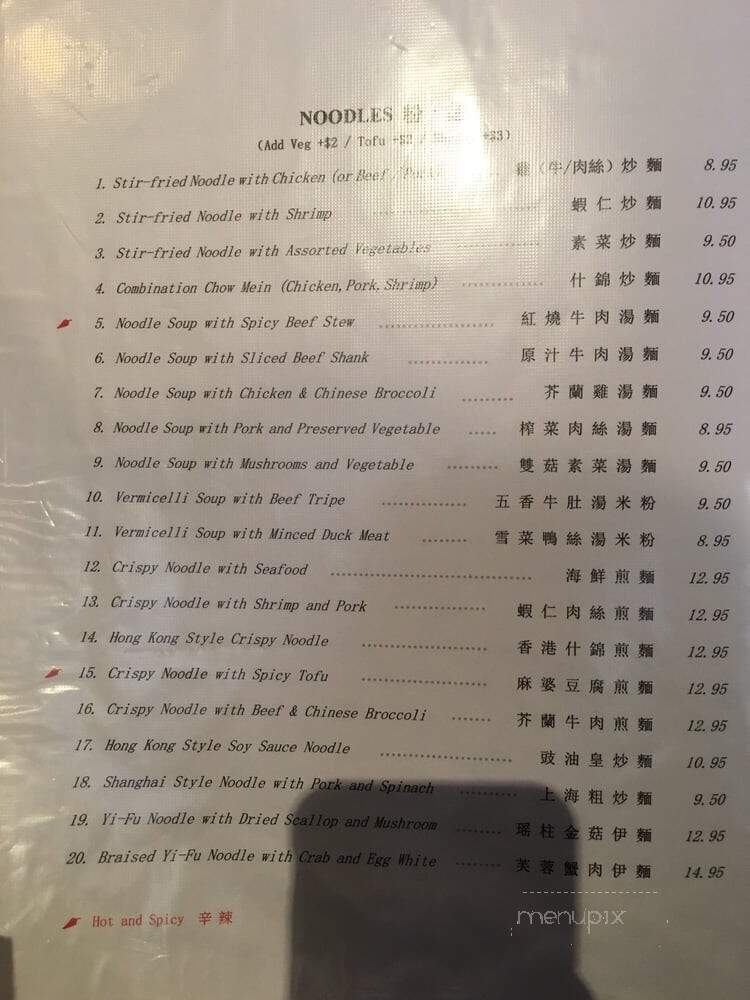 NOODLES 粉
(Add Veg +$2 / Tofu +$2 / +$3)
1. Stir-fried Noodle with Chicken (or Beef / Pork) 雞 (牛/肉絲) 炒麵 8.95
2. Stir-fried Noodle with Shrimp 蝦仁炒麵 10.95
3. Stir-fried Noodle with Assorted Vegetables 素菜炒麵 9.50
4. Combination Chow Mein (Chicken, Pork, Shrimp) 什錦炒麵 10.95
5. Noodle Soup with Spicy Beef Stew 紅燒牛肉湯麵 9.50
6. Noodle Soup with Sliced Beef Shank 原汁牛肉湯麵 9.50
7. Noodle Soup with Chicken & Chinese Broccoli 芥蘭雞湯麵 9.50
8. Noodle Soup with Pork and Preserved Vegetable 榨菜肉絲湯麵 8.95
9. Noodle Soup with Mushrooms and Vegetable 雙菇素菜湯麵 9.50
10. Vermicelli Soup with Beef Tripe 五香牛肚湯米粉 9.50
11. Vermicelli Soup with Minced Duck Meat 雪菜鴨絲湯米粉 8.95
12. Crispy Noodle with Seafood 海鮮煎麵 12.95
13. Crispy Noodle with Shrimp and Pork 蝦仁肉絲煎麵 12.95
14. Hong Kong Style Crispy Noodle 香港什錦煎麵 12.95
15. Crispy Noodle with Spicy Tofu 麻婆豆腐煎麵 12.95
16. Crispy Noodle with Beef & Chinese Broccoli 芥蘭牛肉煎麵 12.95
17. Hong Kong Style Soy Sauce Noodle 豉油皇炒麵 10.95
18. Shanghai Style Noodle with Pork and Spinach 上海粗炒麵 9.50
19. Yi-Fu Noodle with Dried Scallop and Mushroom 瑤柱金菇伊麵 12.95
20. Braised Yi-Fu Noodle with Crab and Egg White 芙蓉蟹肉伊麵 14.95
Hot and Spicy 辛辣
menupix